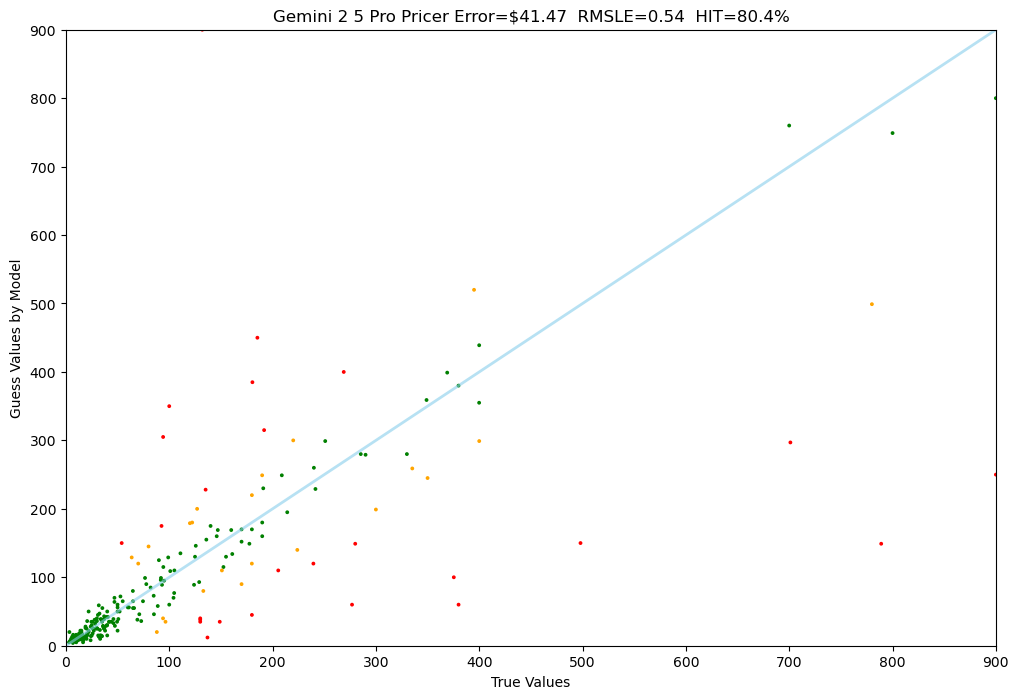 Gemini 2 5 Pro Pricer Error=$41.47 RMSLE=0.54 HIT=80.4%
900
800
700
600
500
400
300
200
100
0
Guess Values by Model
0 100 200 300 400 500 600 700 800 900
True Values